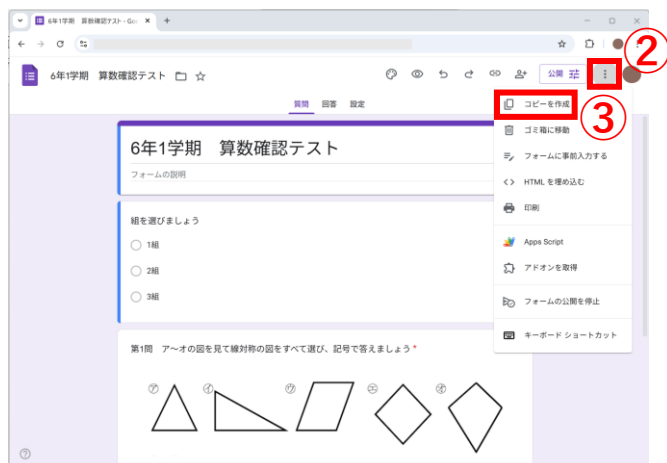 6年1学期　算数確認テスト - Goo
②
6年1学期　算数確認テスト
公開
質問 回答 設定
コピーを作成
③
ゴミ箱に移動
フォームに事前入力する
HTML を埋め込む
印刷
Apps Script
アドオンを取得
フォームの公開を停止
キーボード ショートカット
6年1学期　算数確認テスト
フォームの説明
組を選びましょう
1組
2組
3組
第1問　ア～オの図を見て線対称の図をすべて選び、記号で答えましょう *
㋐ ㋑ ㋒ ㋓ ㋔